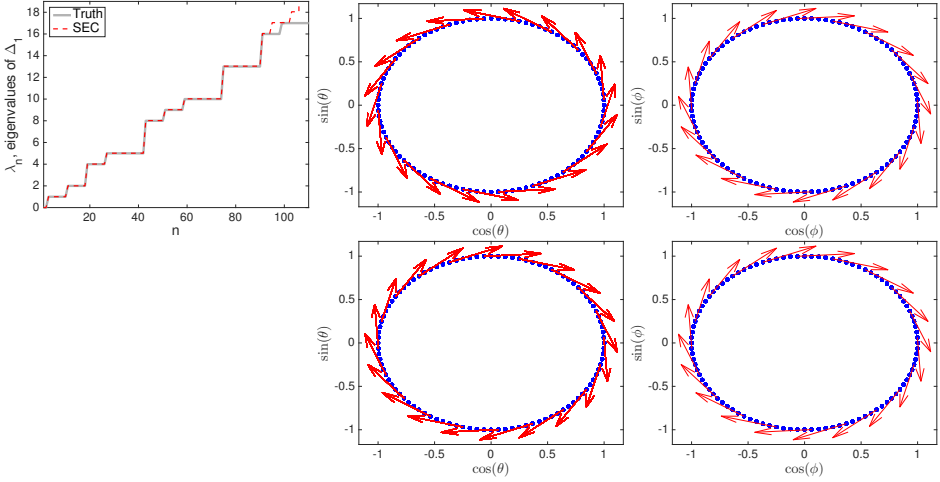 Truth
SEC
λn, eigenvalues of Δ1
18
16
14
12
10
8
6
4
2
0
20 40 60 80 100
n
sin(θ)
1
0.5
0
-0.5
-1
-1 -0.5 0 0.5 1
cos(θ)
sin(ϕ)
1
0.5
0
-0.5
-1
-1 -0.5 0 0.5 1
cos(ϕ)
sin(θ)
1
0.5
0
-0.5
-1
-1 -0.5 0 0.5 1
cos(θ)
sin(ϕ)
1
0.5
0
-0.5
-1
-1 -0.5 0 0.5 1
cos(ϕ)